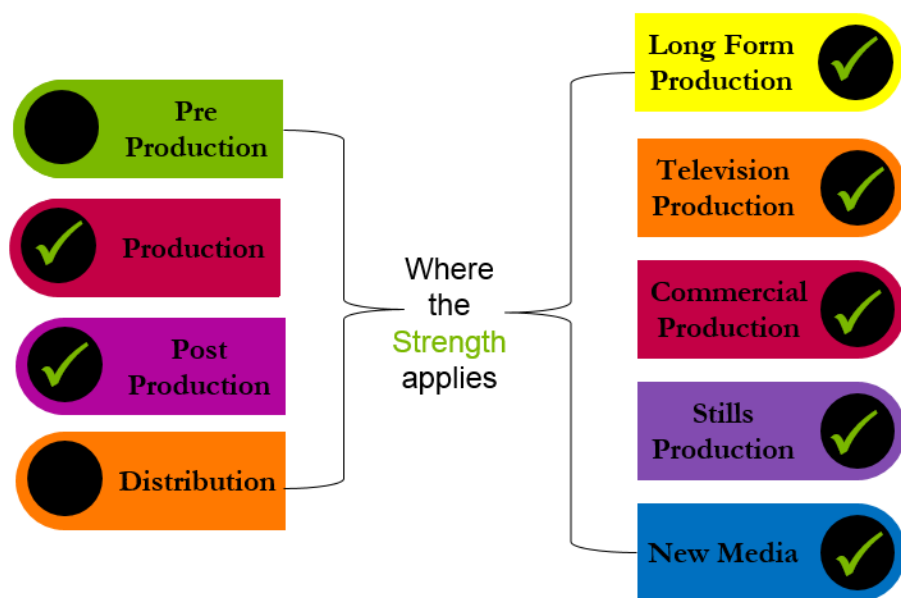 Pre
Production
Production
Post
Production
Distribution
Where
the
Strength
applies
Long Form
Production
Television
Production
Commercial
Production
Stills
Production
New Media